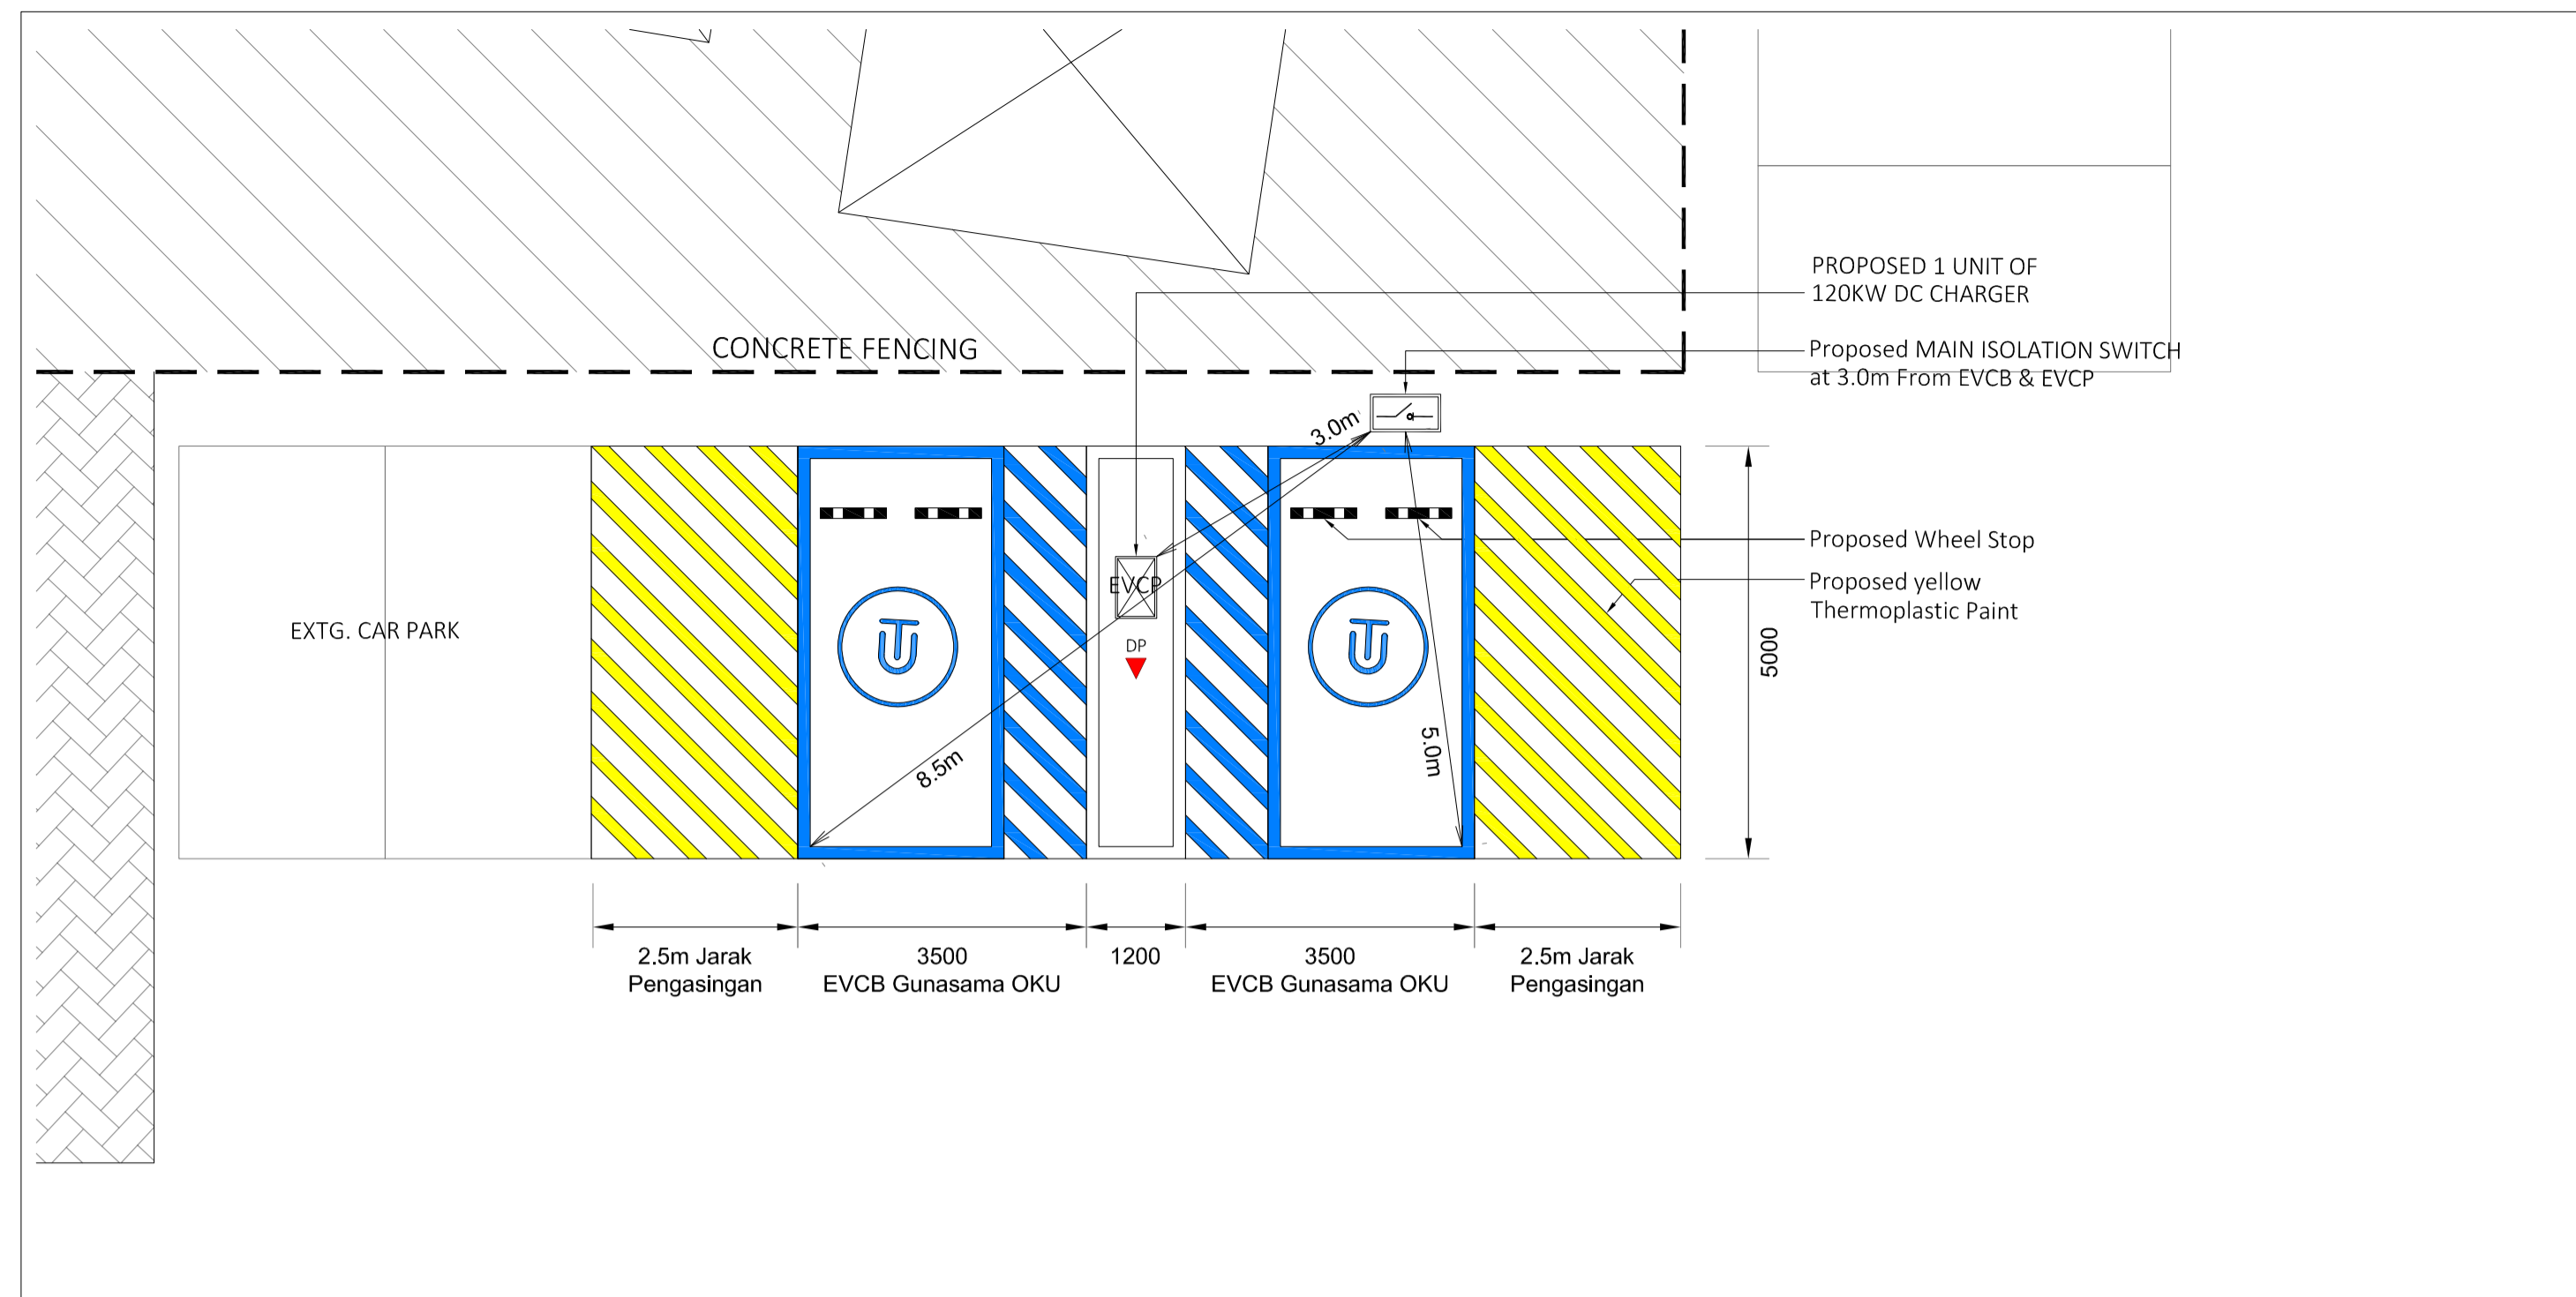 PROPOSED 1 UNIT OF
120KW DC CHARGER
CONCRETE FENCING
Proposed MAIN ISOLATION SWITCH
at 3.0m From EVCB & EVCP
3.0m
Proposed Wheel Stop
EVCP
Proposed yellow
Thermoplastic Paint
EXTG. CAR PARK
DP
5000
8.5m
5.0m
2.5m Jarak
Pengasingan
3500
EVCB Gunasama OKU
1200
3500
EVCB Gunasama OKU
2.5m Jarak
Pengasingan